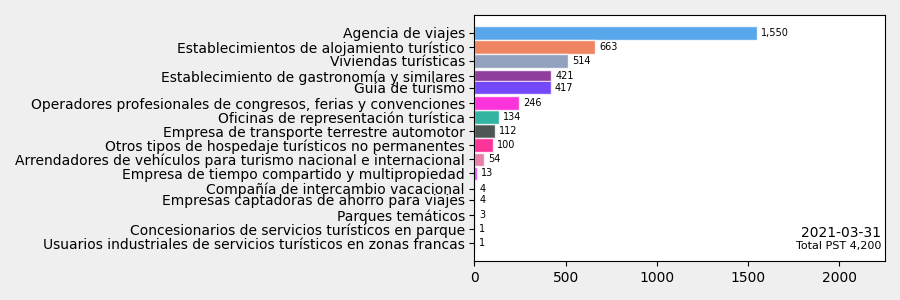 Agencia de viajes 1,550
Establecimientos de alojamiento turístico 663
Viviendas turísticas 514
Establecimiento de gastronomía y similares 421
Guia de turismo 417
Operadores profesionales de congresos, ferias y convenciones 246
Oficinas de representación turística 134
Empresa de transporte terrestre automotor 112
Otros tipos de hospedaje turísticos no permanentes 100
Arrendadores de vehículos para turismo nacional e internacional 54
Empresa de tiempo compartido y multipropiedad 13
Compañía de intercambio vacacional 4
Empresas captadoras de ahorro para viajes 4
Parques temáticos 3
Concesionarios de servicios turísticos en parque 1
Usuarios industriales de servicios turísticos en zonas francas 1
2021-03-31
Total PST 4,200
0 500 1000 1500 2000